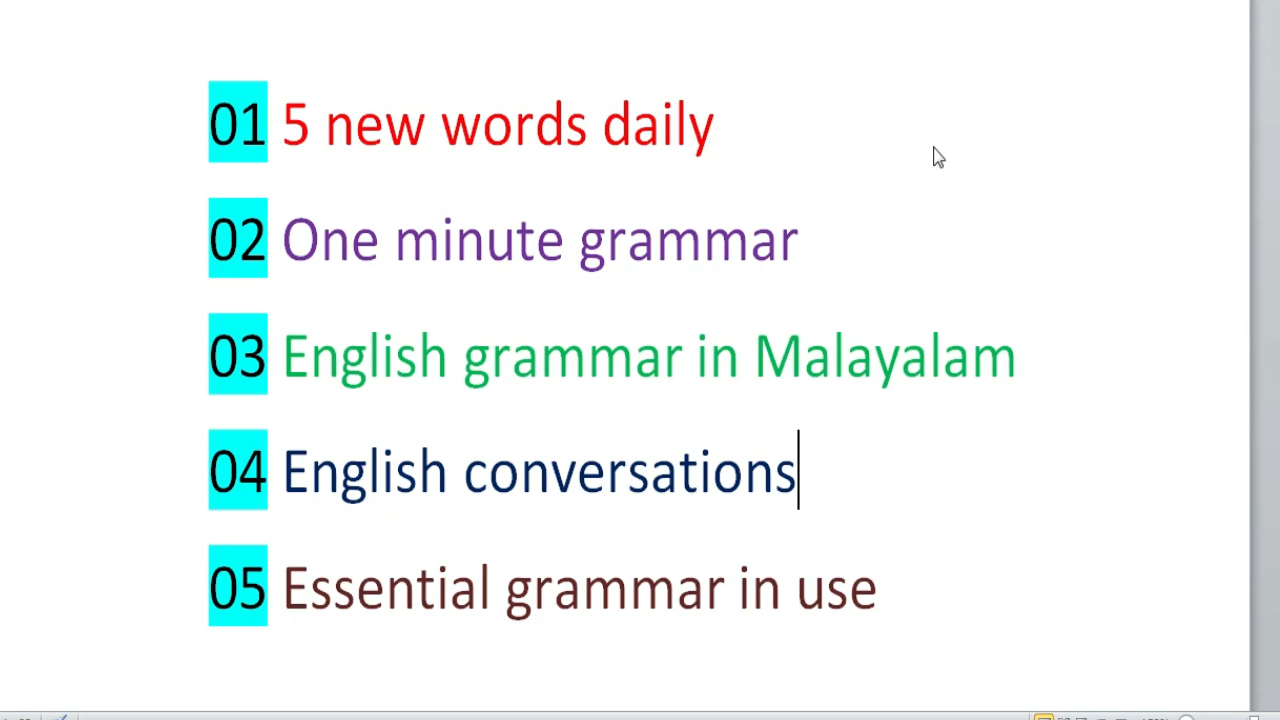 01 5 new words daily
02 One minute grammar
03 English grammar in Malayalam
04 English conversations
05 Essential grammar in use